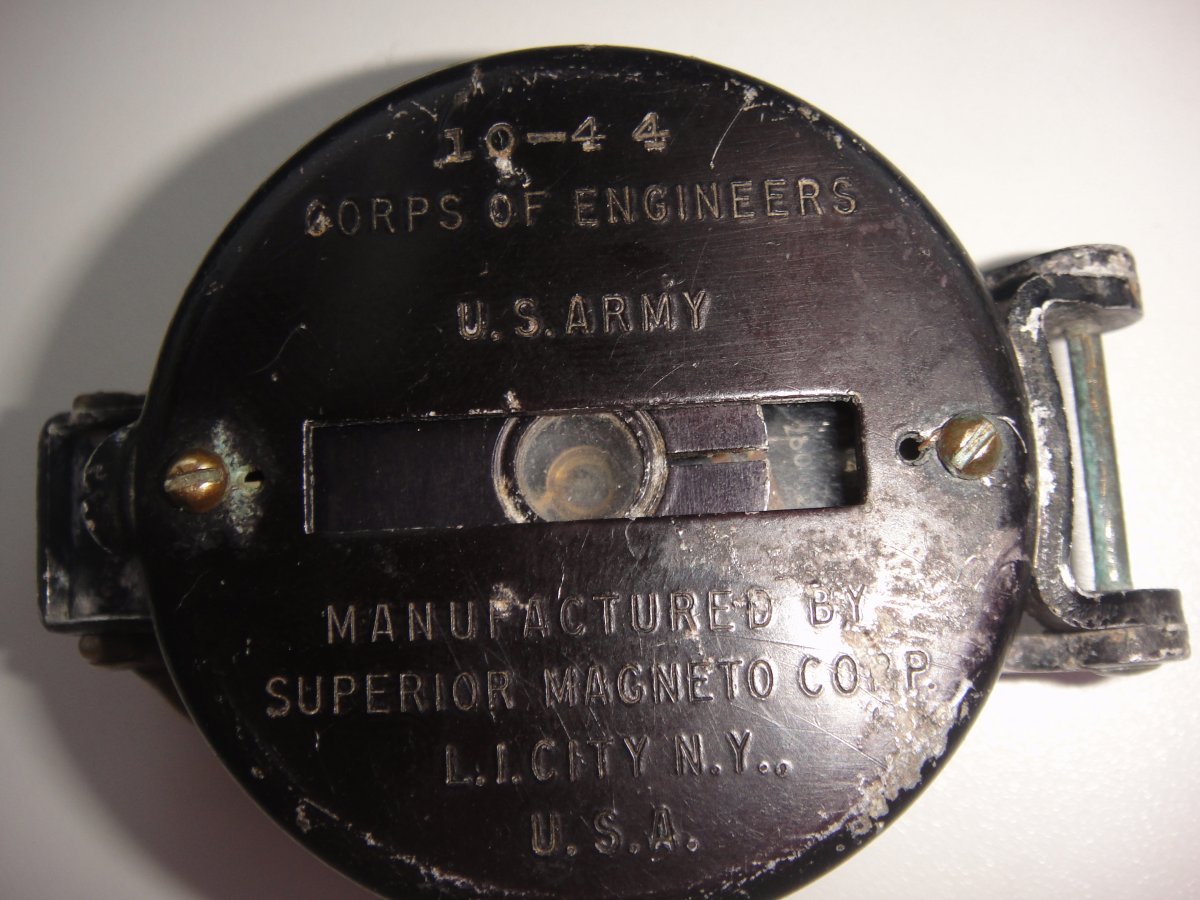 10-44
CORPS OF ENGINEERS
U.S. ARMY
MANUFACTURED BY
SUPERIOR MAGNETO CORP.
L.I.CITY N.Y.,
U.S.A.